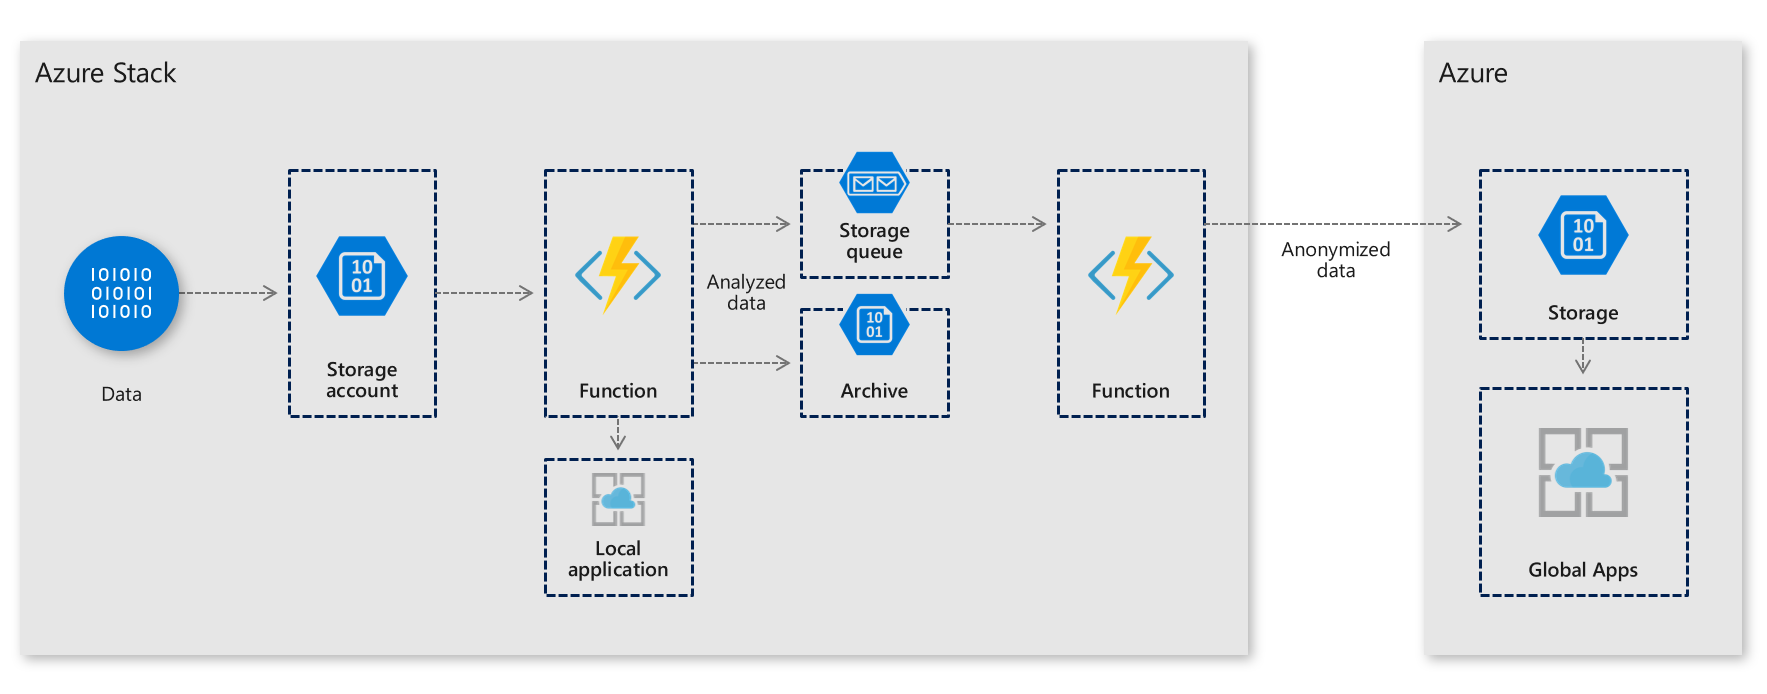 Azure Stack
Azure
101010
010101
101010
Data
10
01
Storage
account
Function
Analyzed
data
Storage
queue
10
01
Archive
Function
Local
application
Anonymized
data
10
01
Storage
Global Apps